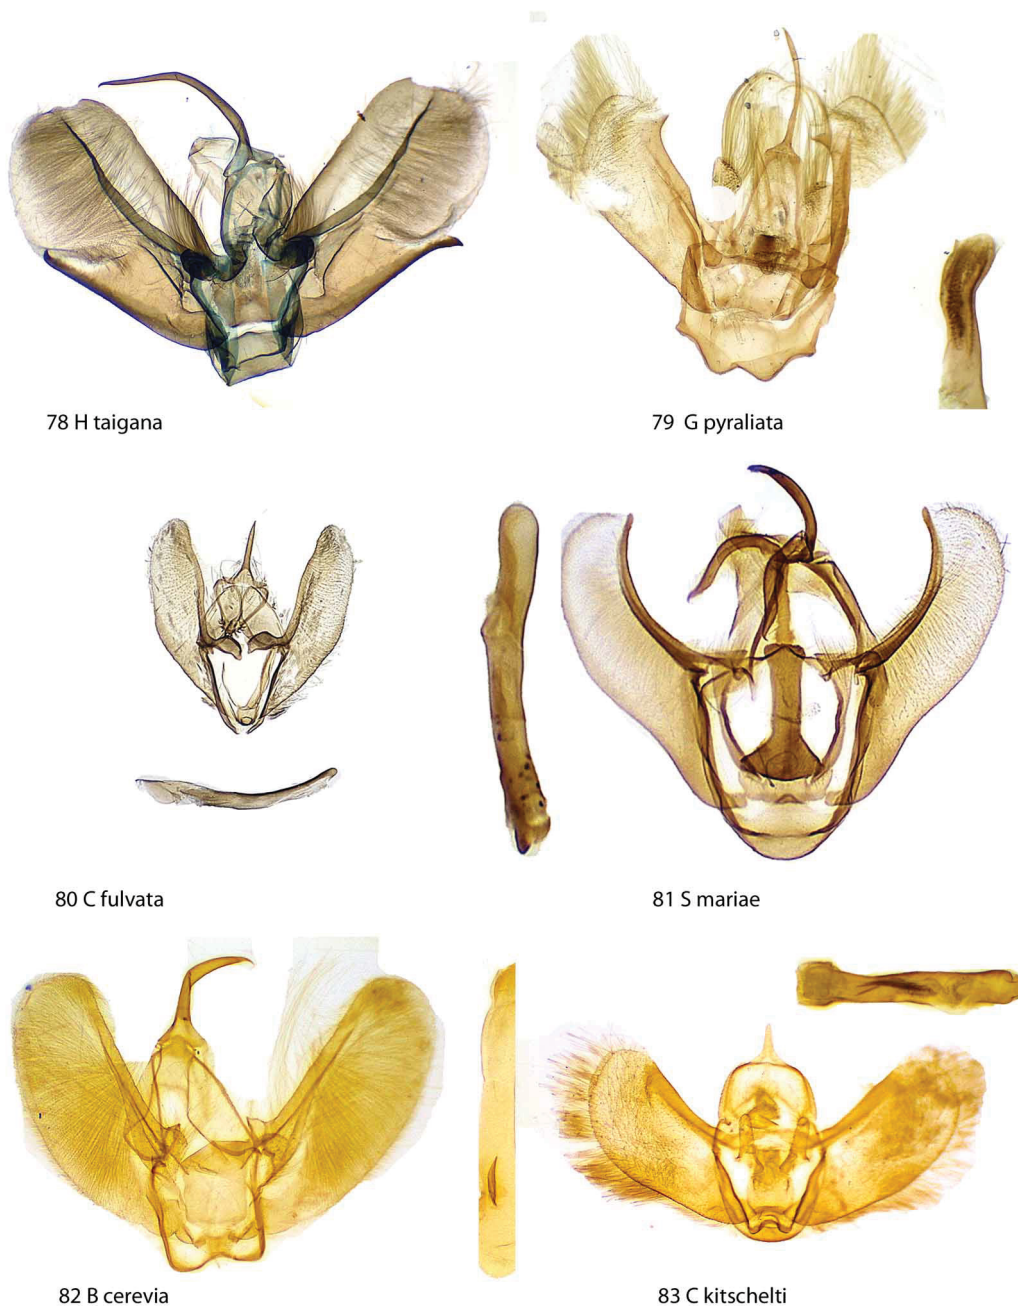 78 H taigana
79 G pyraliata
80 C fulvata
81 S mariae
82 B cerevia
83 C kitschelti